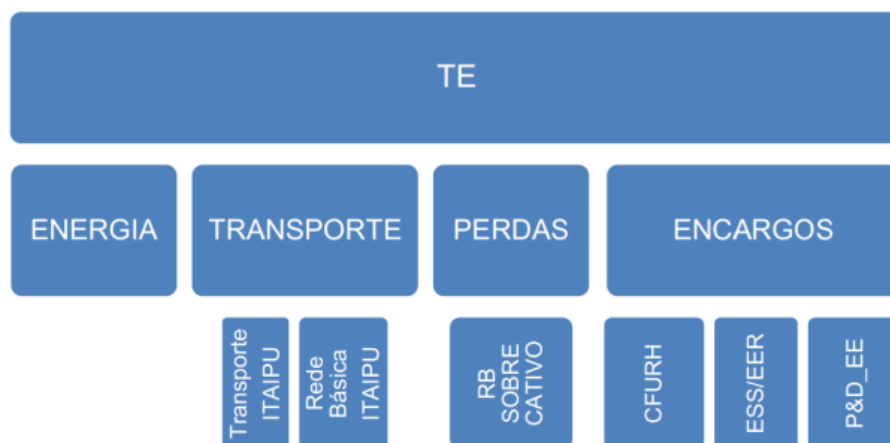 TE
ENERGIA
TRANSPORTE
PERDAS
ENCARGOS
Transporte
ITAIPU
Rede
Básica
ITAIPU
RB
SOBRE
CATIVO
CFURH
ESS/EER
P&D_EE